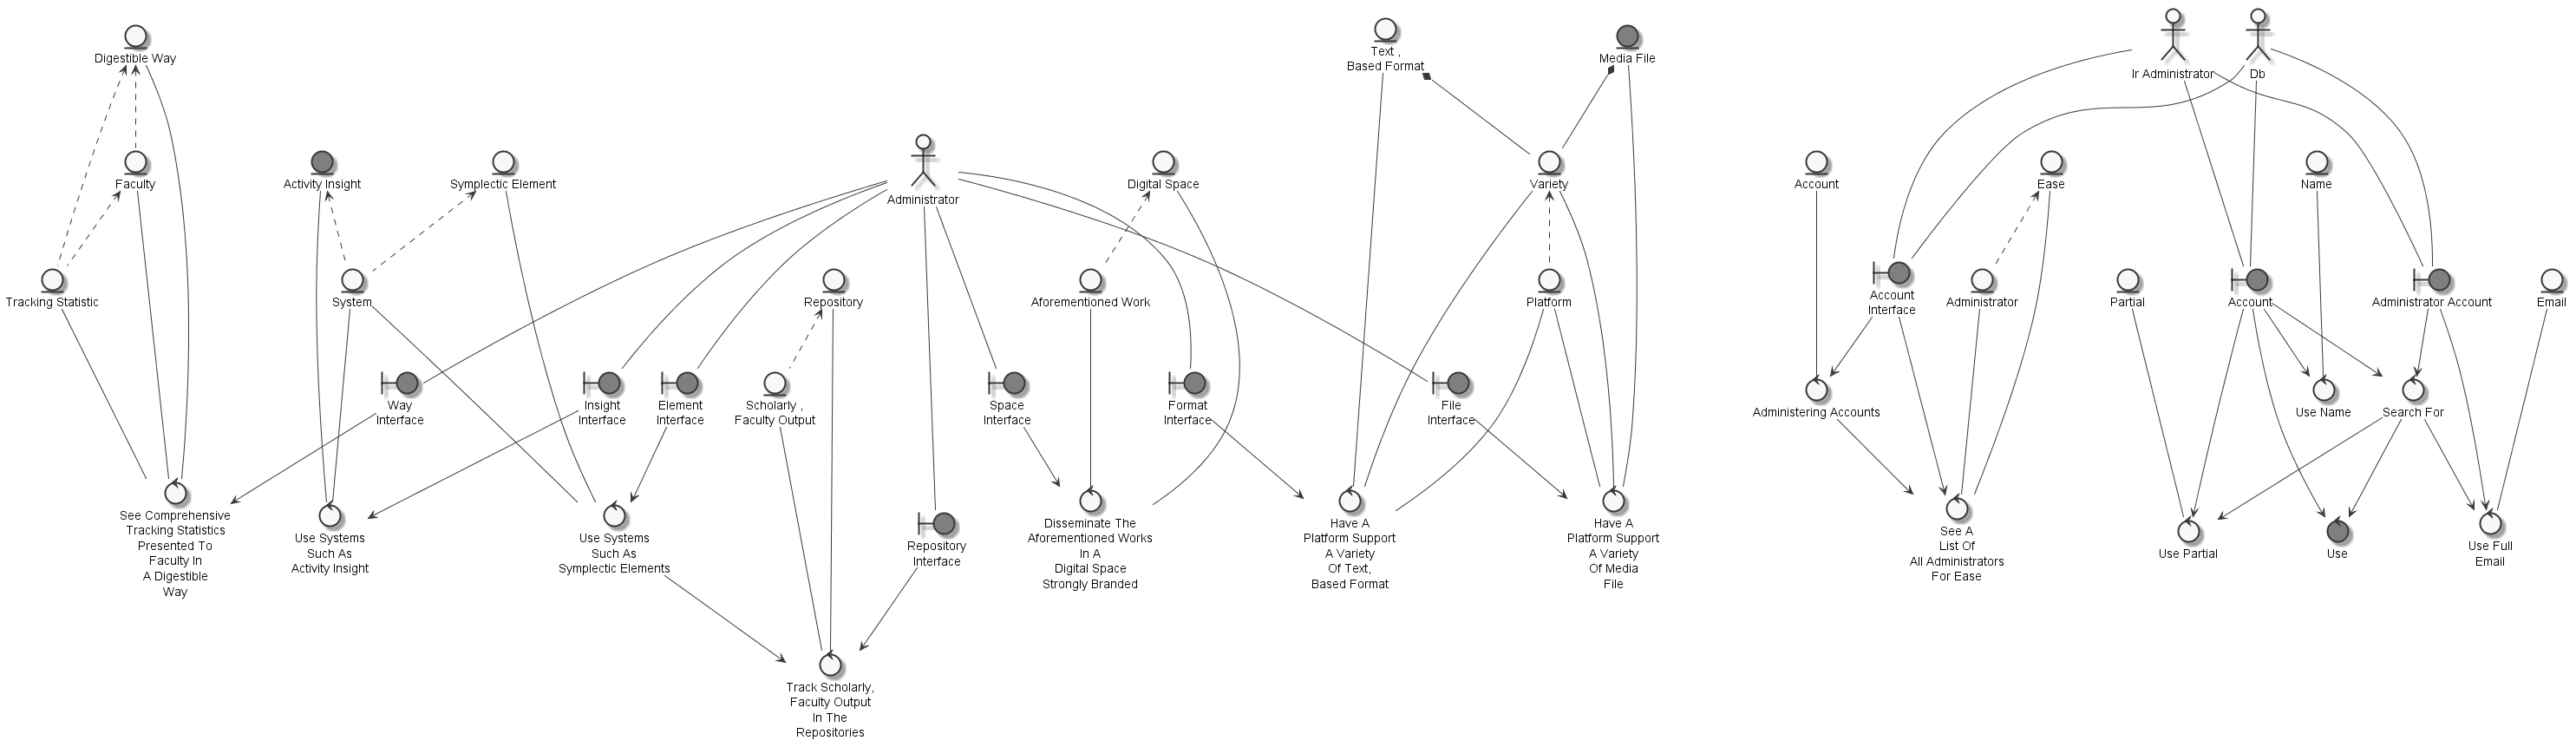 Digestible Way
Text ,
Based Format
Media File
Ir Administrator
Db
Faculty
Activity Insight
Symplectic Element
Administrator
Digital Space
Variety
Account
Ease
Name
Tracking Statistic
System
Repository
Aforementioned Work
Platform
Account
Interface
Administrator
Partial
Account
Administrator Account
Email
Way
Interface
Insight
Interface
Element
Interface
Scholarly ,
Faculty Output
Space
Interface
Format
Interface
File
Interface
Administering Accounts
Use Name
Search For
See Comprehensive
Tracking Statistics
Presented To
Faculty In
A Digestible
Way
Use Systems
Such As
Activity Insight
Use Systems
Such As
Symplectic Elements
Repository
Interface
Disseminate The
Aforementioned Works
In A
Digital Space
Strongly Branded
Have A
Platform Support
A Variety
Of Text,
Based Format
Have A
Platform Support
A Variety
Of Media
File
See A
List Of
All Administrators
For Ease
Use Partial
Use
Use Full
Email
Track Scholarly,
Faculty Output
In The
Repositories